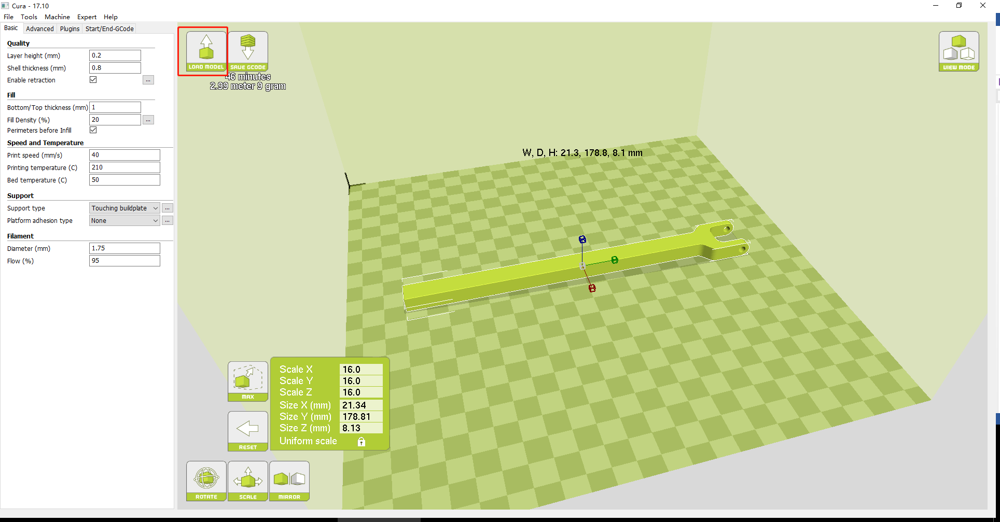 Cura - 17.10
File Tools Machine Expert Help
Basic Advanced Plugins Start/End-GCode
Quality
Layer height (mm) 0.2
Shell thickness (mm) 0.8
Enable retraction ...
Fill
Bottom/Top thickness (mm) 1
Fill Density (%) 20 ...
Perimeters before Infill
Speed and Temperature
Print speed (mm/s) 40
Printing temperature (C) 210
Bed temperature (C) 50
Support
Support type Touching buildplate ...
Platform adhesion type None ...
Filament
Diameter (mm) 1.75
Flow (%) 95
LOAD MODEL SAVE GCODE
46 minutes
2.99 meter 9 gram
VIEW MODE
W, D, H: 21.3, 178.8, 8.1 mm
MAX
RESET
Scale X 16.0
Scale Y 16.0
Scale Z 16.0
Size X (mm) 21.34
Size Y (mm) 178.81
Size Z (mm) 8.13
Uniform scale
ROTATE SCALE MIRROR